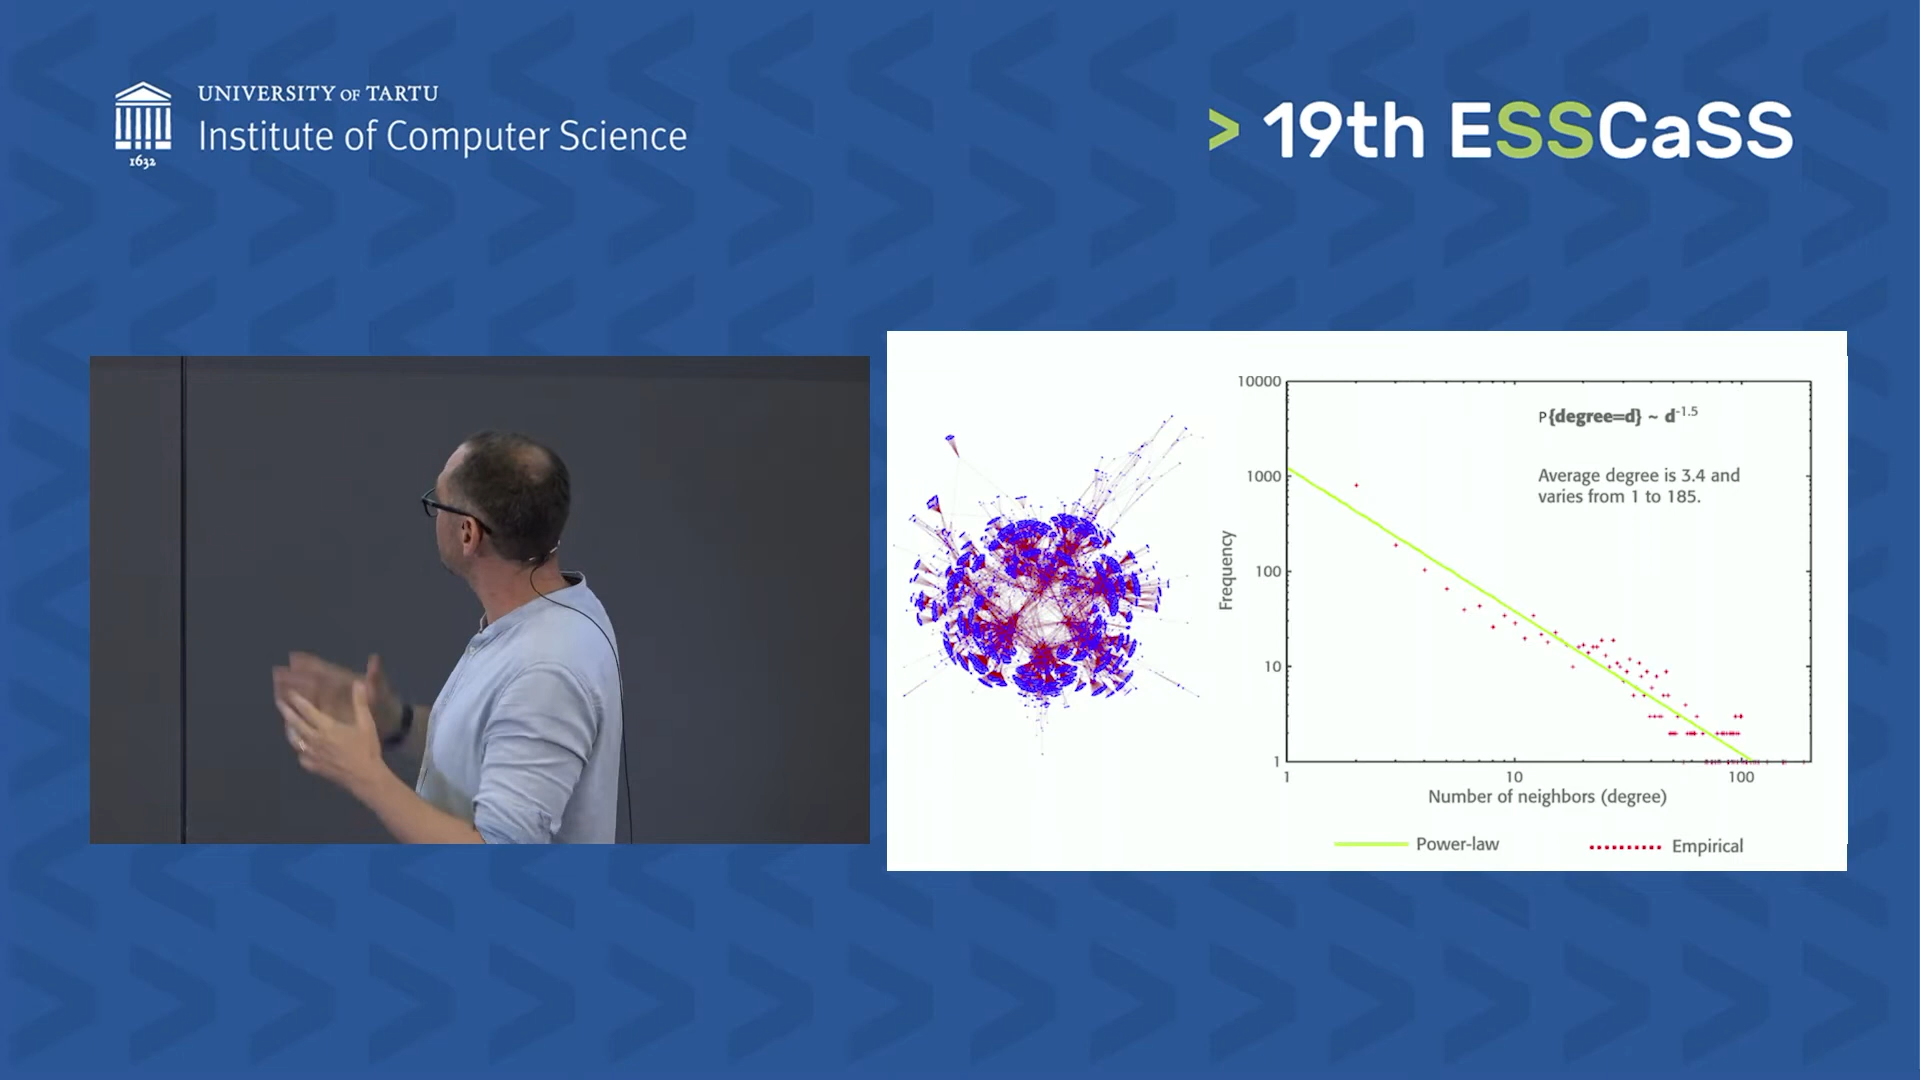 UNIVERSITY OF TARTU
Institute of Computer Science
1632
> 19th ESSCaSS
P{degree=d} ~ d-1.5
Average degree is 3.4 and
varies from 1 to 185.
10000
1000
100
10
1
Frequency
1
10
100
Number of neighbors (degree)
Power-law
Empirical